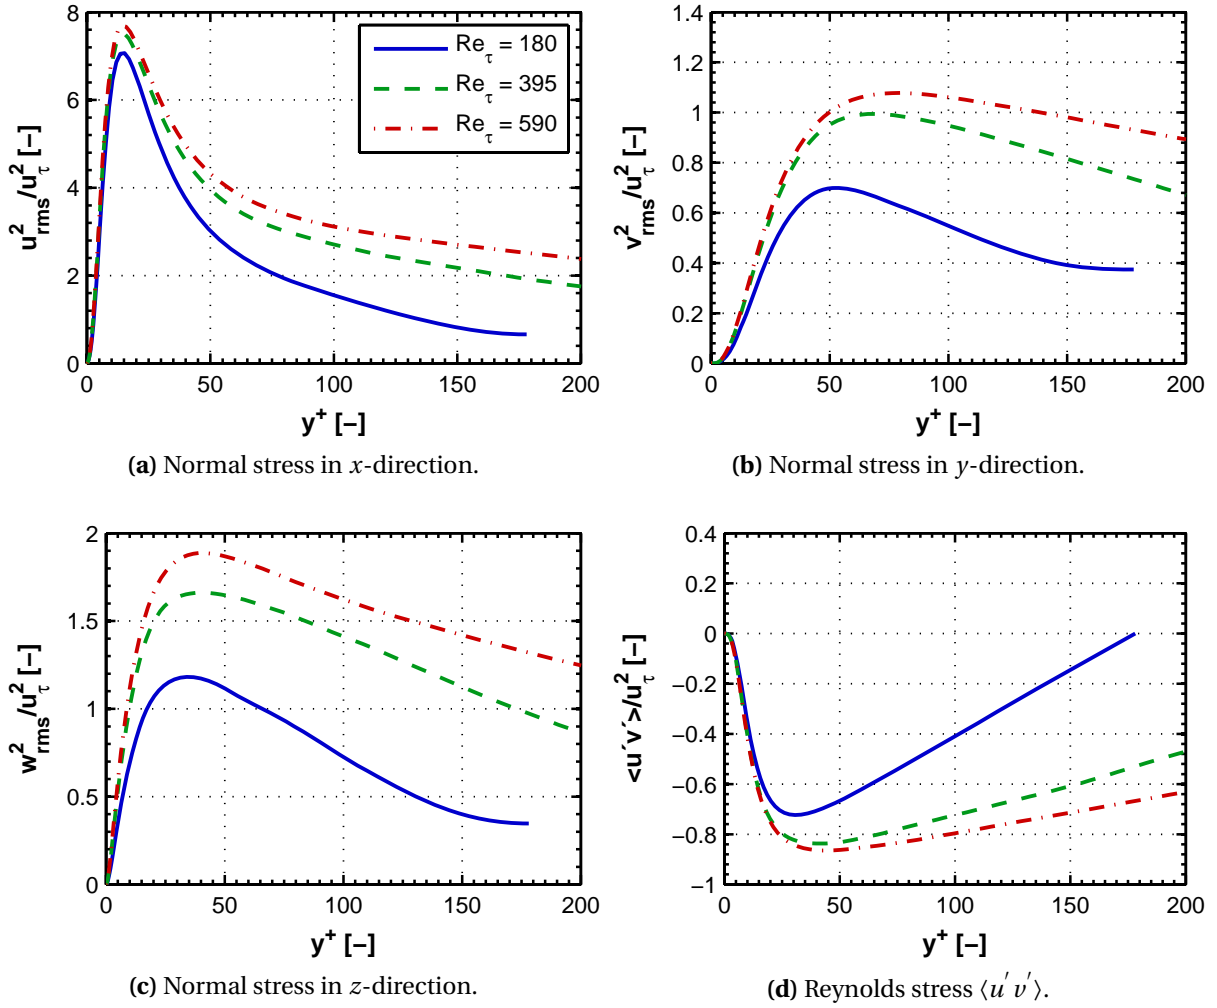 8
6
4
2
0
0 50 100 150 200
u²rms/u²τ [–]
y⁺ [–]
Reτ = 180
Reτ = 395
Reτ = 590
(a) Normal stress in x-direction.
1.4
1.2
1
0.8
0.6
0.4
0.2
0
0 50 100 150 200
v²rms/u²τ [–]
y⁺ [–]
(b) Normal stress in y-direction.
2
1.5
1
0.5
0
0 50 100 150 200
w²rms/u²τ [–]
y⁺ [–]
(c) Normal stress in z-direction.
0.4
0.2
0
−0.2
−0.4
−0.6
−0.8
−1
0 50 100 150 200
<u′v′>/u²τ [–]
y⁺ [–]
(d) Reynolds stress ⟨u′v′⟩.